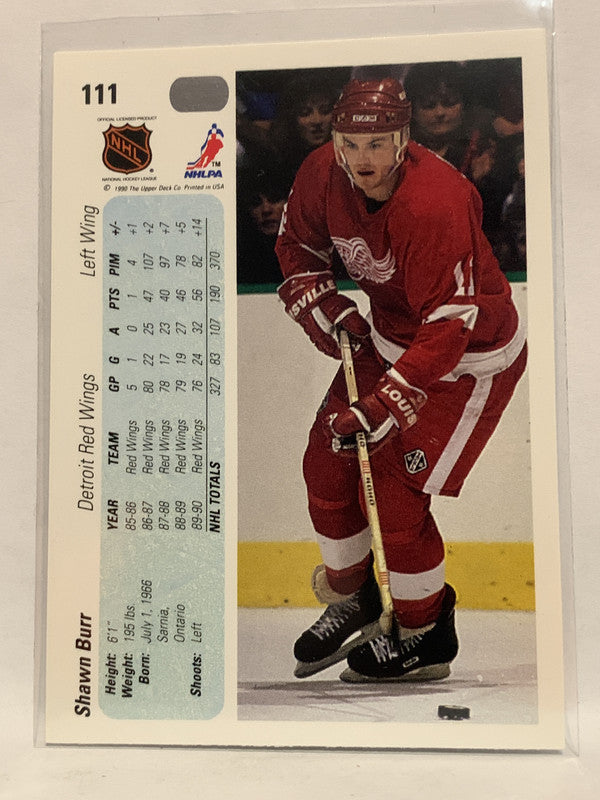 111
OFFICIAL LICENSED PRODUCT
NHL
NATIONAL HOCKEY LEAGUE
NHLPA
TM
© 1990 The Upper Deck Co. Printed in USA
Shawn Burr Detroit Red Wings Left Wing
Height: 6'1"
Weight: 195 lbs.
Born: July 1, 1966
Sarnia,
Ontario
Shoots: Left
YEAR TEAM GP G A PTS PIM +/-
85-86 Red Wings 5 1 0 1 4 +1
86-87 Red Wings 80 22 25 47 107 +2
87-88 Red Wings 78 17 23 40 97 +7
88-89 Red Wings 79 19 27 46 78 +5
89-90 Red Wings 76 24 32 56 82 +14
NHL TOTALS 327 83 107 190 370
CCM
ISVILLE
LOUIS
HOHO